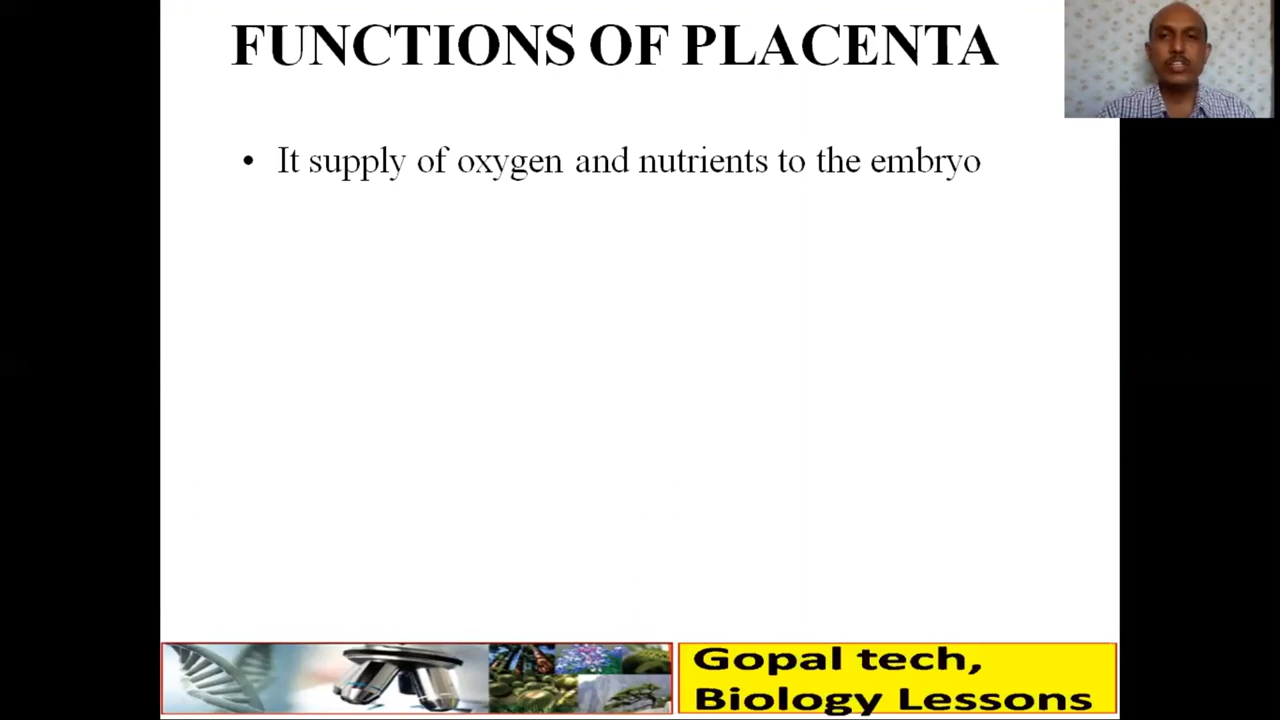 FUNCTIONS OF PLACENTA
• It supply of oxygen and nutrients to the embryo
Gopal tech,
Biology Lessons